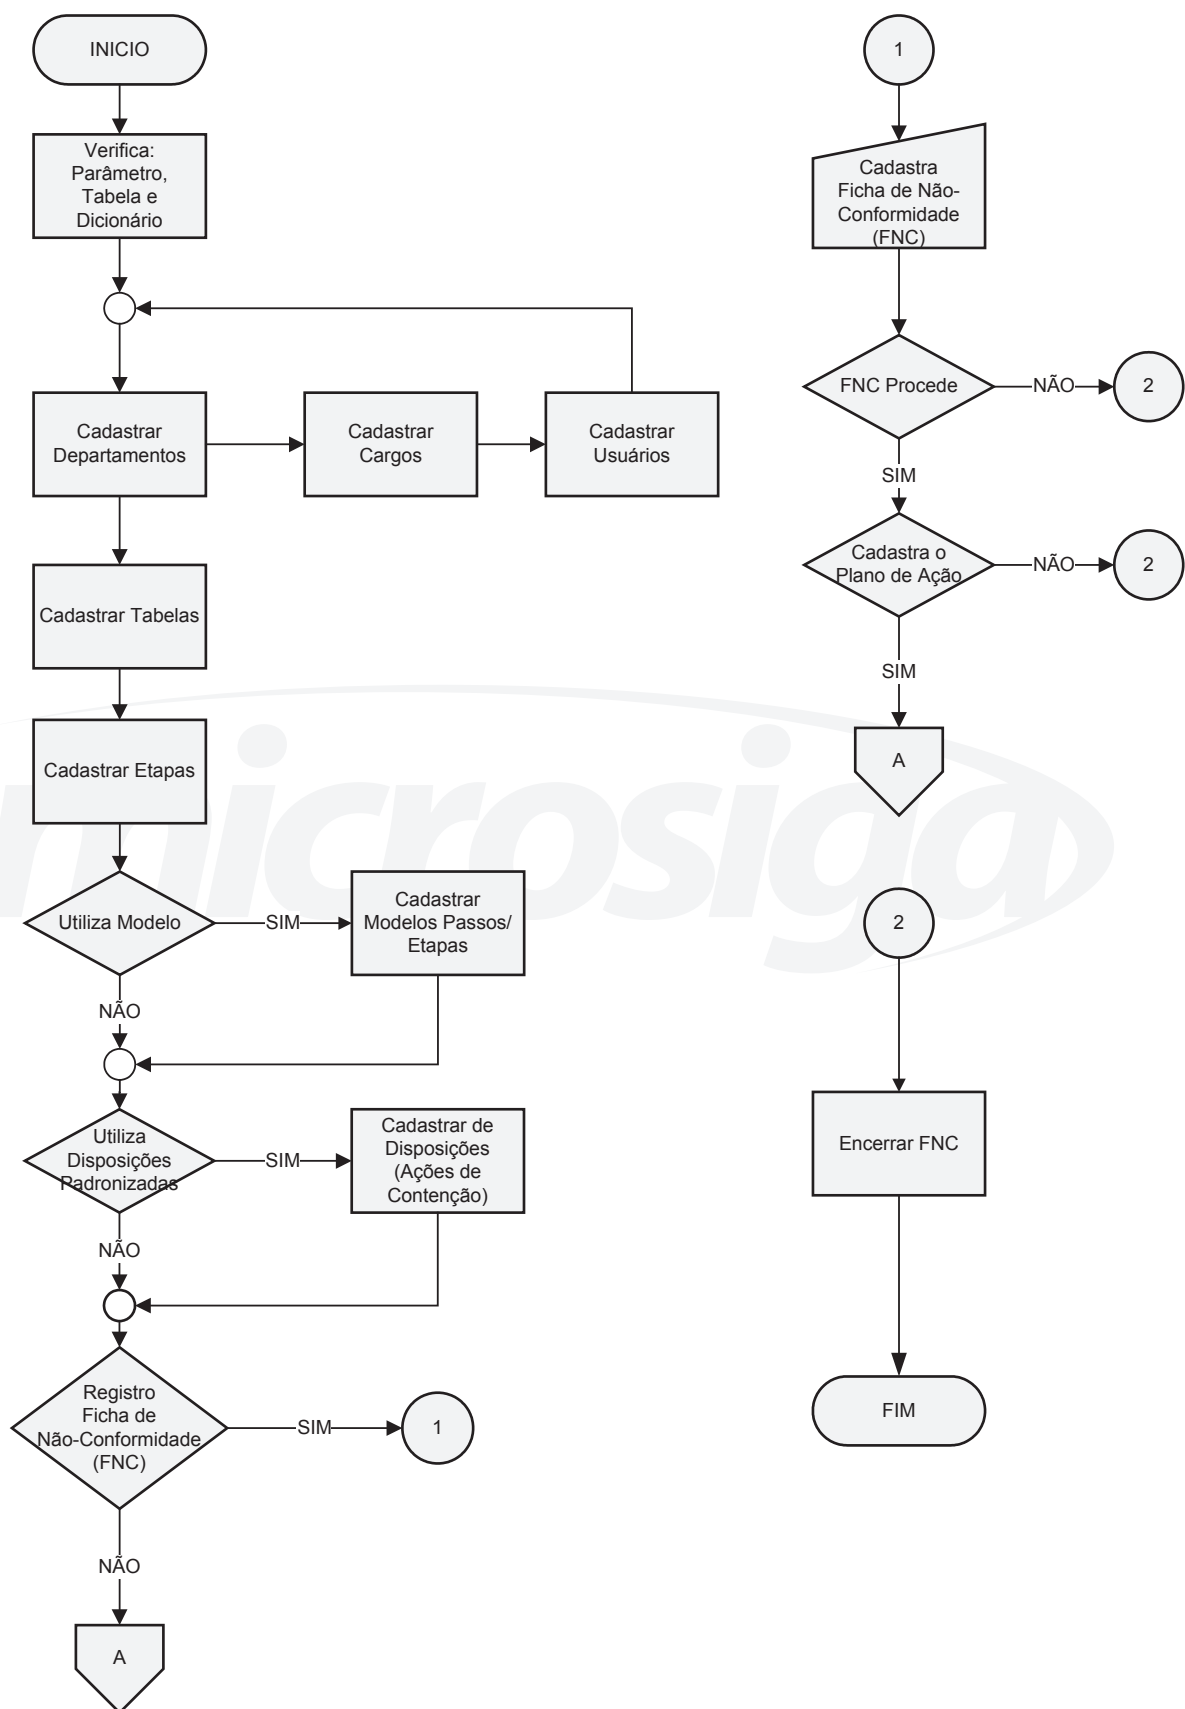 INICIO
Verifica:
Parâmetro,
Tabela e
Dicionário
Cadastrar
Departamentos
Cadastrar
Cargos
Cadastrar
Usuários
Cadastrar Tabelas
Cadastrar Etapas
Utiliza Modelo
SIM
Cadastrar
Modelos Passos/
Etapas
NÃO
Utiliza
Disposições
Padronizadas
SIM
Cadastrar de
Disposições
(Ações de
Contenção)
NÃO
Registro
Ficha de
Não-Conformidade
(FNC)
SIM
1
NÃO
A
1
Cadastra
Ficha de Não-
Conformidade
(FNC)
FNC Procede
NÃO
2
SIM
Cadastra o
Plano de Ação
NÃO
2
SIM
A
2
Encerrar FNC
FIM
microsiga